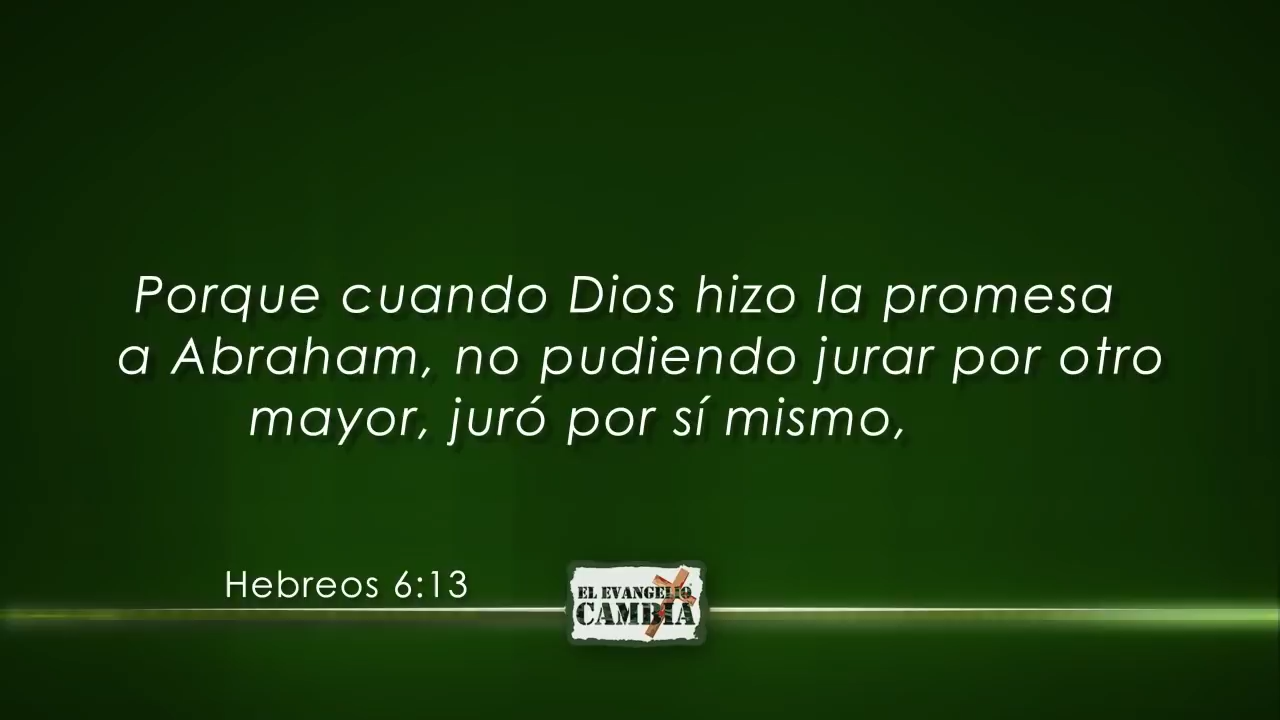 Porque cuando Dios hizo la promesa
a Abraham, no pudiendo jurar por otro
mayor, juró por sí mismo,
Hebreos 6:13
EL EVANGELIO
CAMBIA